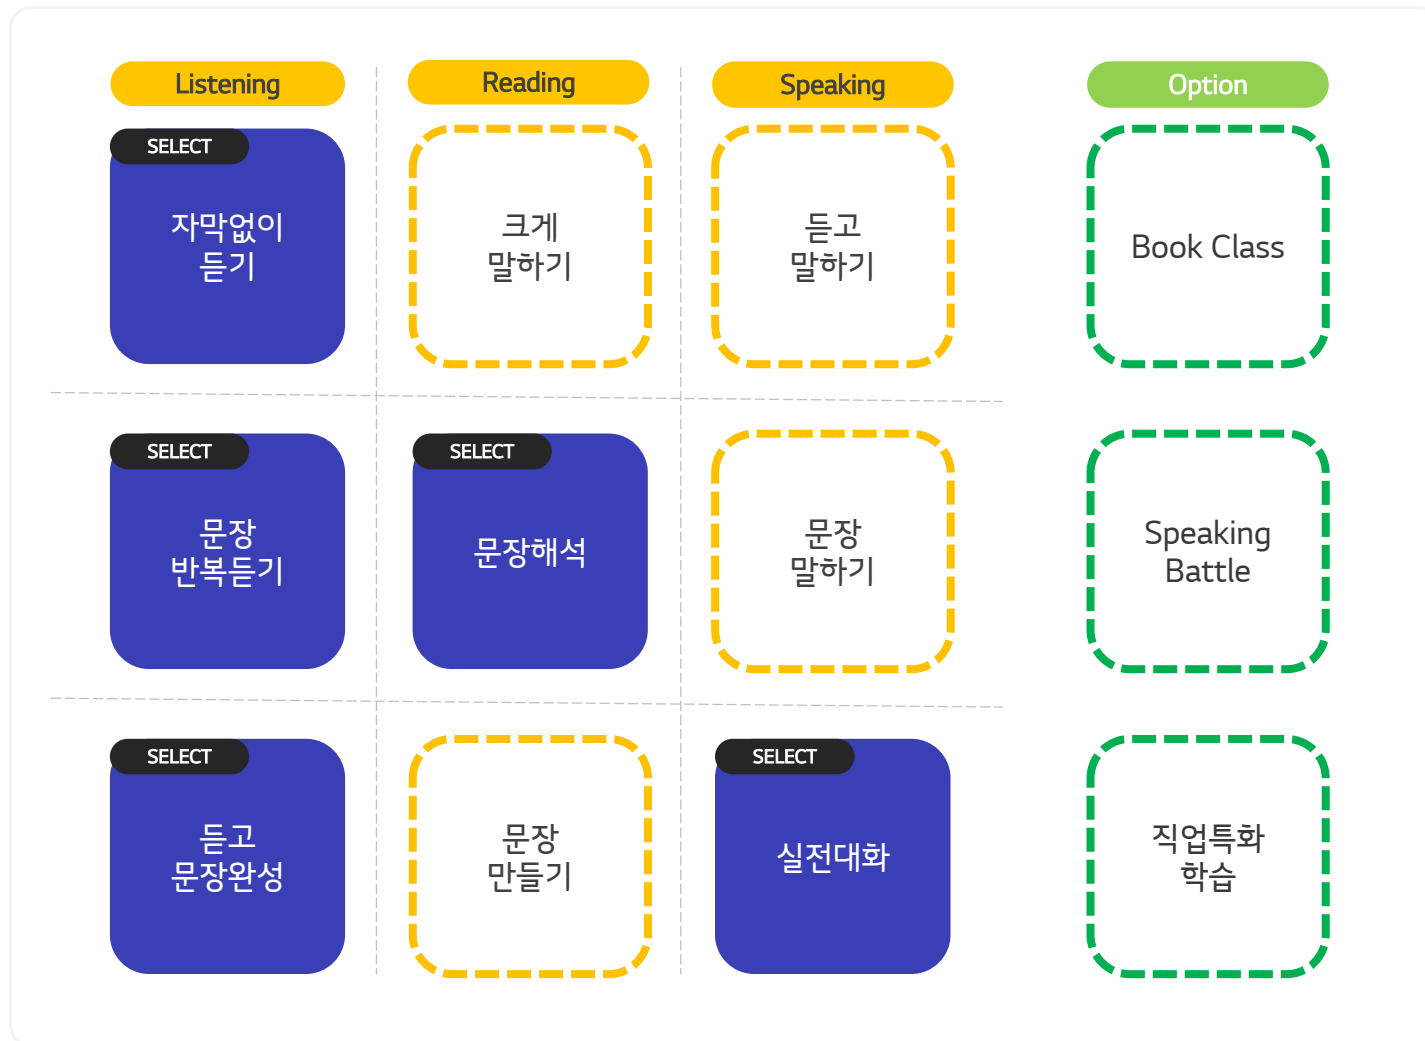 Listening
Reading
Speaking
Option
SELECT
자막없이
듣기
크게
말하기
듣고
말하기
Book Class
SELECT
문장
반복듣기
SELECT
문장해석
문장
말하기
Speaking
Battle
SELECT
듣고
문장완성
문장
만들기
SELECT
실전대화
직업특화
학습